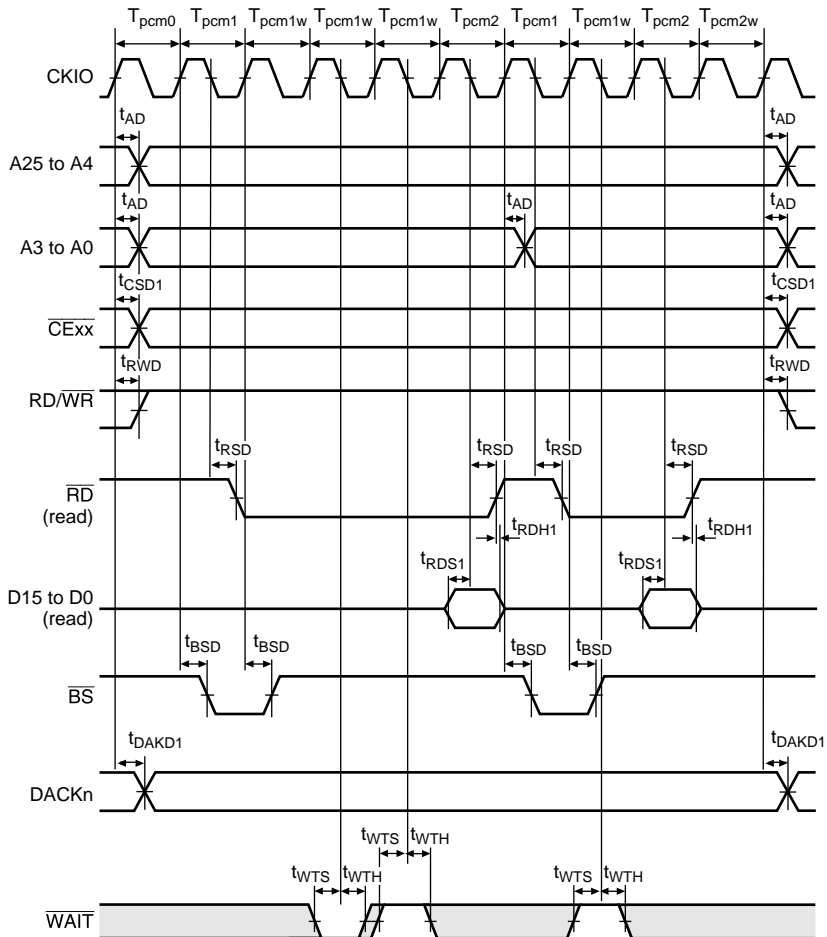 Tpcm0 Tpcm1 Tpcm1w Tpcm1w Tpcm1w Tpcm2 Tpcm1 Tpcm1w Tpcm2 Tpcm2w
CKIO
tAD tAD
A25 to A4
tAD tAD tAD
A3 to A0
tCSD1 tCSD1
CExx
tRWD tRWD
RD/WR
tRSD tRSD tRSD tRSD
RD
(read)
tRDH1 tRDH1
tRDS1 tRDS1
D15 to D0
(read)
tBSD tBSD tBSD tBSD
BS
tDAKD1 tDAKD1
DACKn
tWTS tWTH
tWTS tWTH tWTS tWTH
WAIT